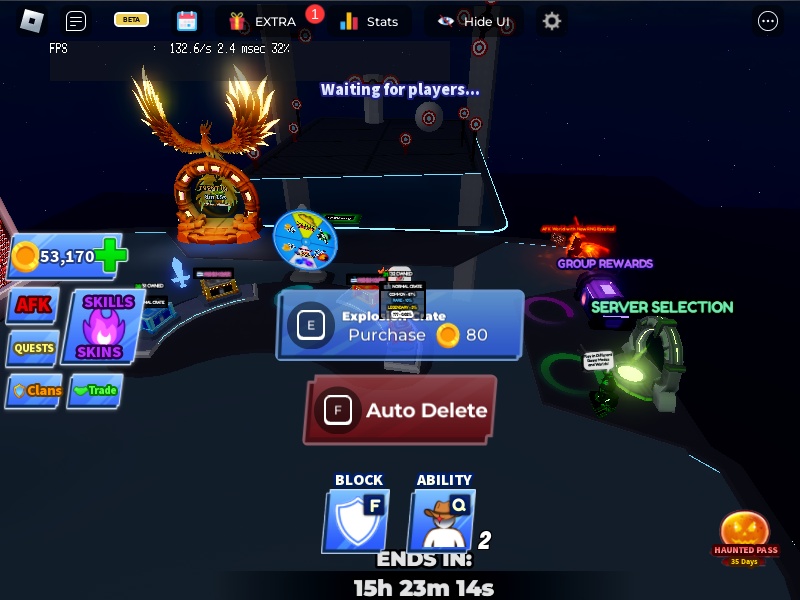 BETA
EXTRA
1
Stats
Hide UI
FPS : 132.6/s 2.4 msec 32%
Waiting for players...
53,170
AFK
SKILLS
SKINS
QUESTS
Clans
Trade
GROUP REWARDS
SERVER SELECTION
E
Explosion Crate
Purchase 80
F
Auto Delete
BLOCK
F
ABILITY
Q
2
ENDS IN:
15h 23m 14s
HAUNTED PASS
35 Days